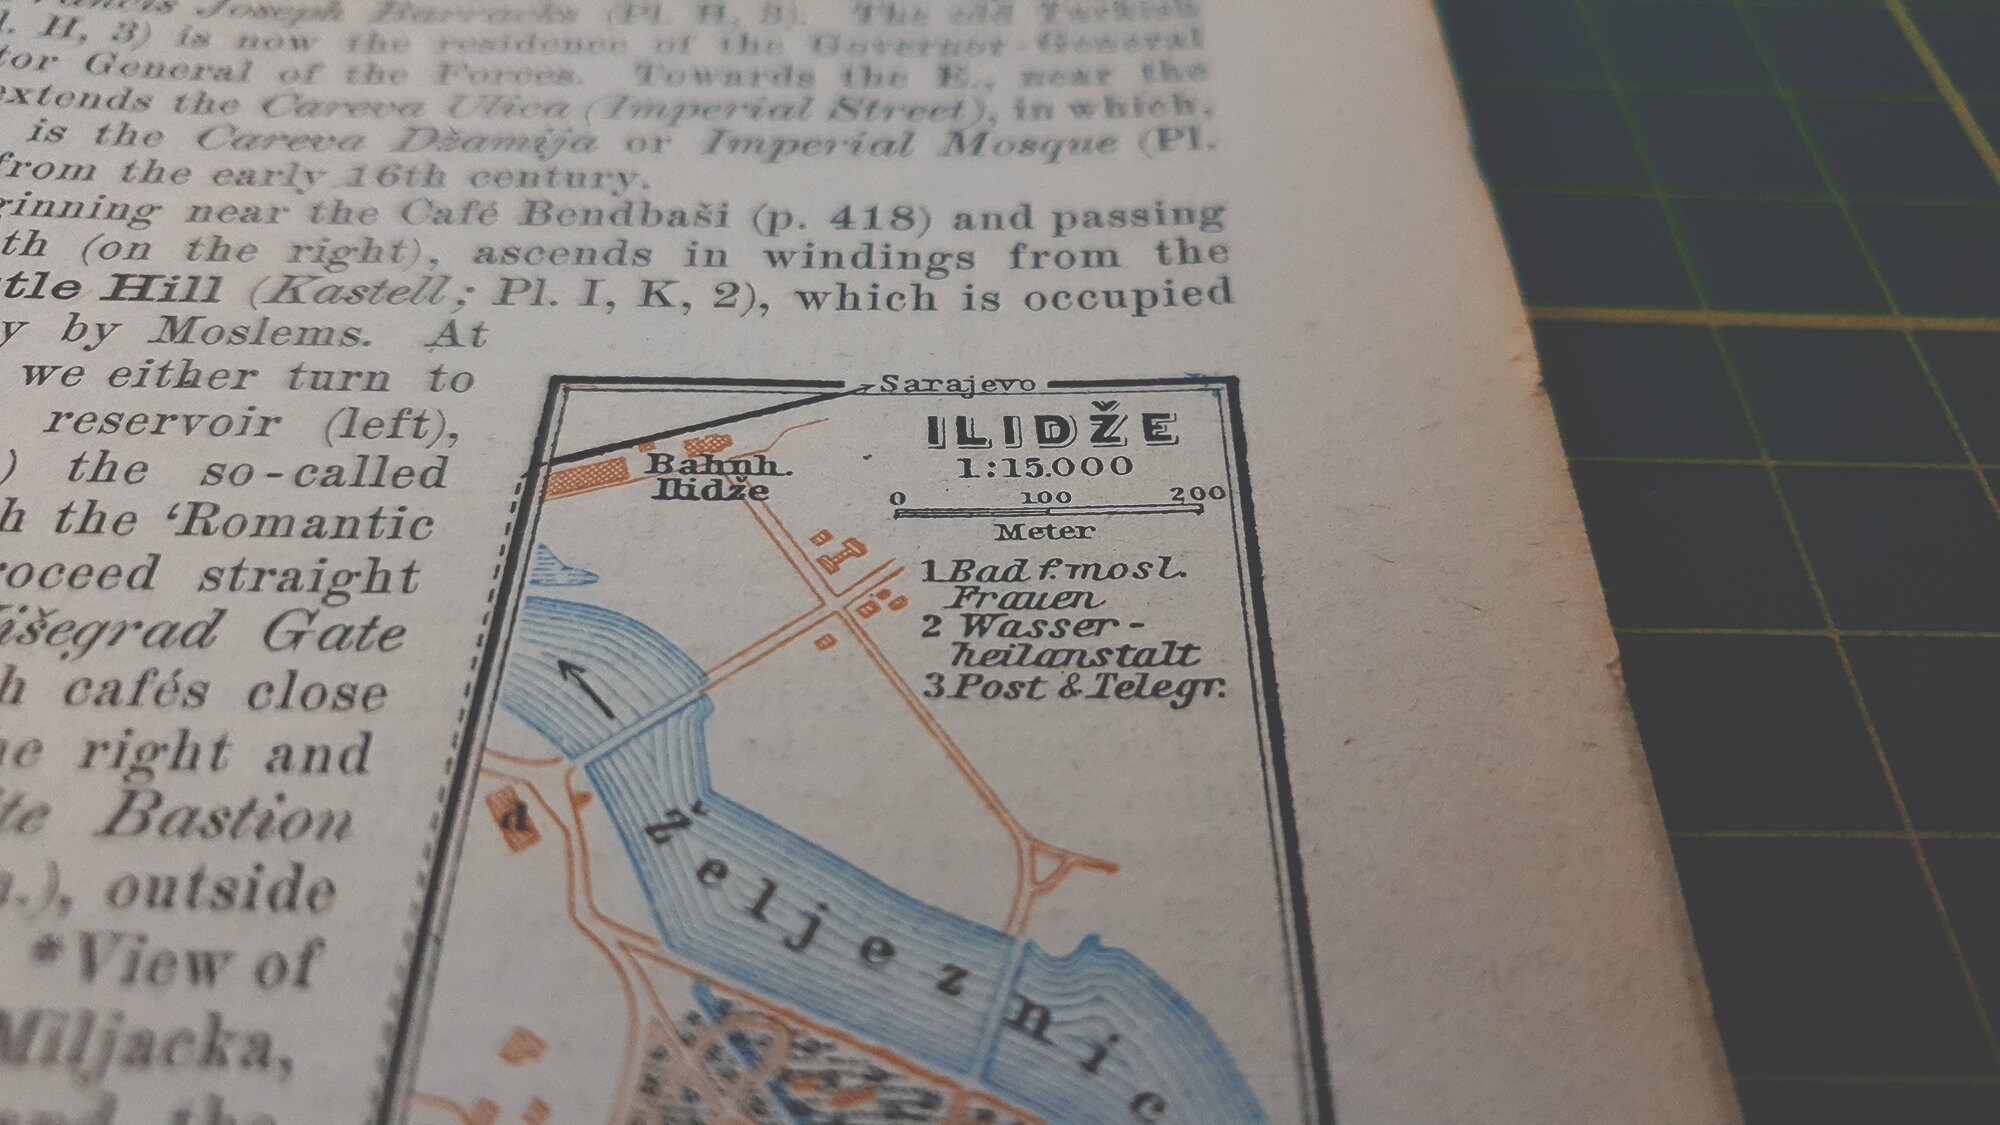 Francis Joseph Barracks (Pl. H, 3). The old Turkish
l. H, 3) is now the residence of the Governor-General
tor General of the Forces. Towards the E., near the
extends the Careva Ulica (Imperial Street), in which,
is the Careva Džamija or Imperial Mosque (Pl.
from the early 16th century.
ginning near the Café Bendbaši (p. 418) and passing
th (on the right), ascends in windings from the
tle Hill (Kastell; Pl. I, K, 2), which is occupied
y by Moslems. At
we either turn to
reservoir (left),
) the so-called
h the ‘Romantic
roceed straight
išegrad Gate
h cafés close
he right and
te Bastion
.), outside
*View of
Miljacka,
and the
Sarajevo
ILIDŽE
1:15.000
0 100 200
Meter
Bahnh.
Ilidže
1 Bad f. mosl.
Frauen
2 Wasser-
heilanstalt
3 Post & Telegr.
d
Željeznic